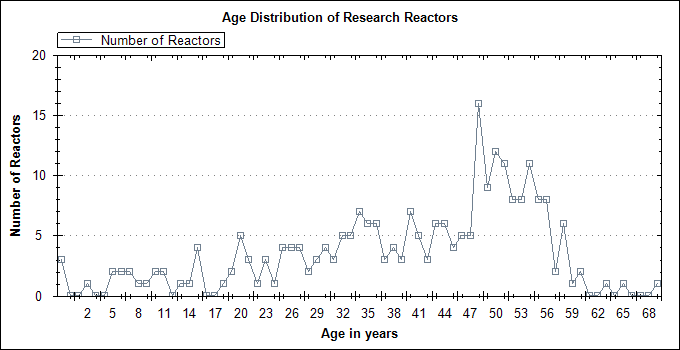 Age Distribution of Research Reactors
Number of Reactors
20
15
10
5
0
Number of Reactors
2 5 8 11 14 17 20 23 26 29 32 35 38 41 44 47 50 53 56 59 62 65 68
Age in years